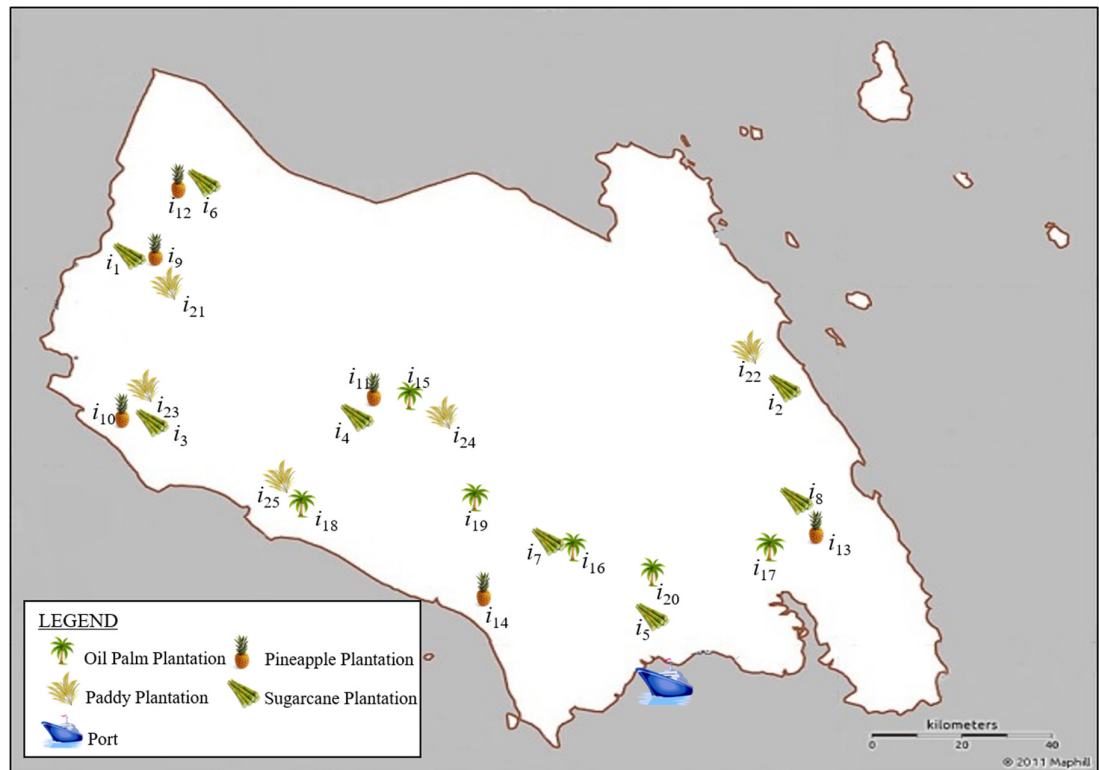 i12 i6
i1 i9
i21
i22
i11 i15
i2
i10 i23
i3
i4
i24
i25
i18
i19
i8
i13
i7 i16
i17
i20
i14
i5
LEGEND
Oil Palm Plantation Pineapple Plantation
Paddy Plantation Sugarcane Plantation
Port
kilometers
0 20 40
© 2011 Maphill